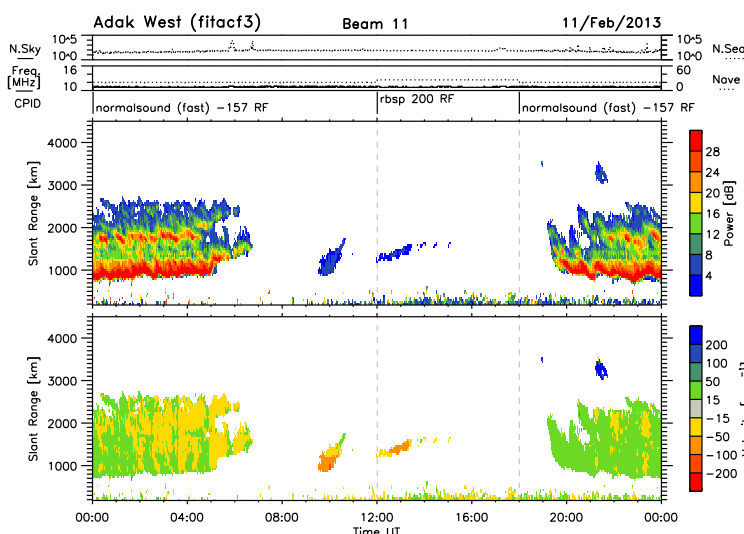 Adak West (fitacf3) Beam 11 11/Feb/2013
N.Sky 10^5 10^0 10^5 10^0 N.Sea
Freq. [MHz] 16 10 60 0 Nave
CPID normalsound (fast) -157 RF rbsp 200 RF normalsound (fast) -157 RF
Slant Range [km]
4000
3000
2000
1000
28
24
20
16
12
8
4
Power [dB]
Slant Range [km]
4000
3000
2000
1000
200
100
50
15
-15
-50
-100
-200
00:00 04:00 08:00 12:00 16:00 20:00 00:00
Time UT